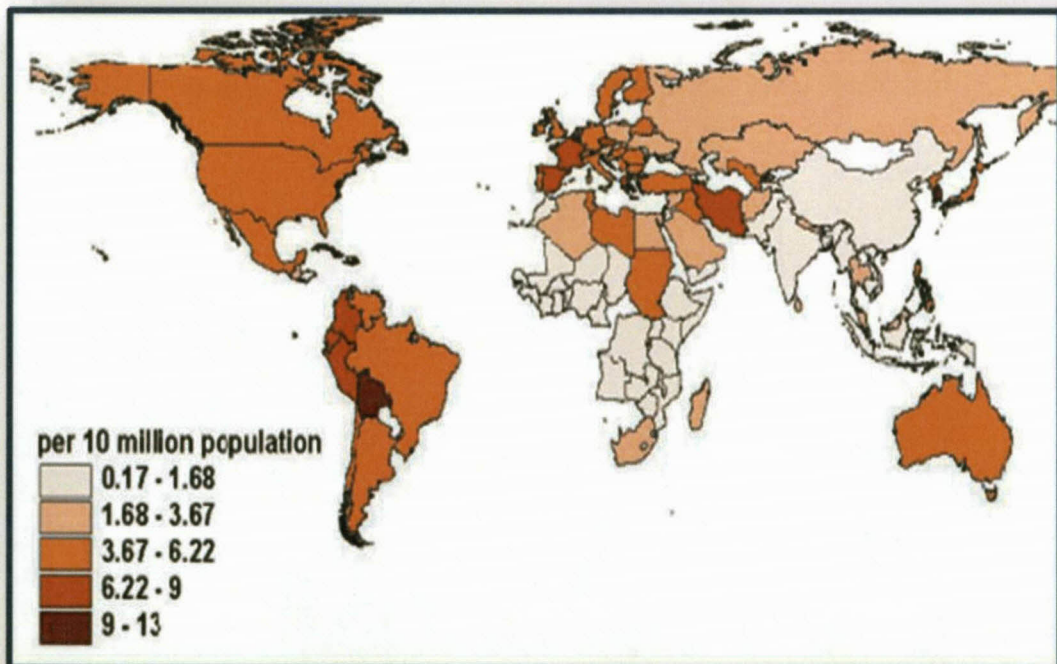 per 10 million population
0.17 - 1.68
1.68 - 3.67
3.67 - 6.22
6.22 - 9
9 - 13